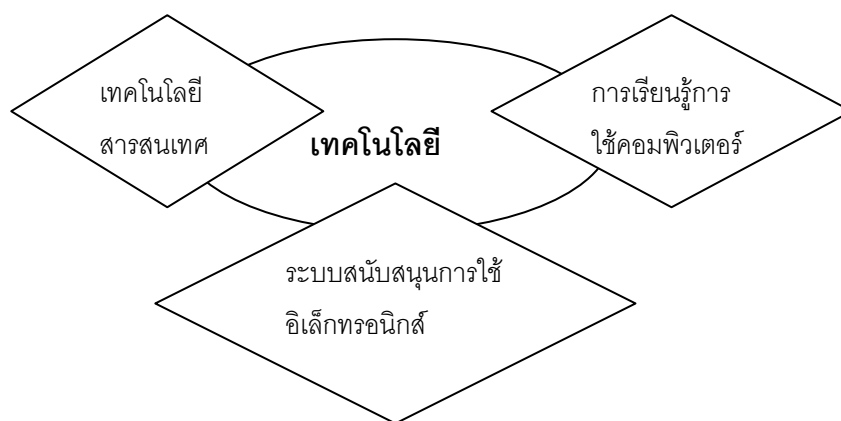 เทคโนโลยี
สารสนเทศ
เทคโนโลยี
การเรียนรู้การ
ใช้คอมพิวเตอร์
ระบบสนับสนุนการใช้
อิเล็กทรอนิกส์